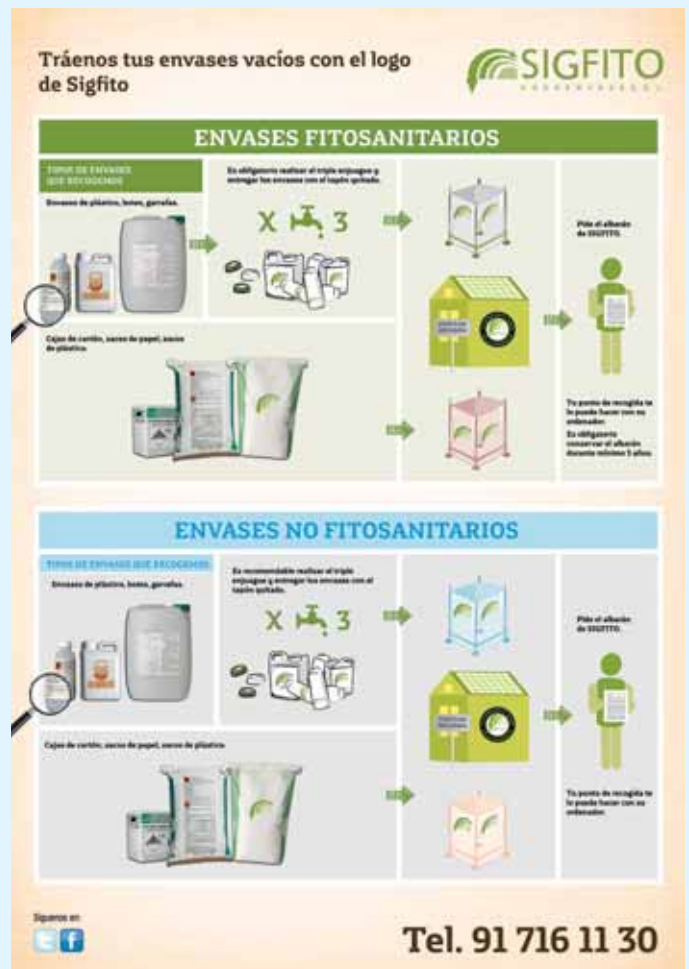 Tráenos tus envases vacíos con el logo
de Sigfito
SIGFITO
ENVASES FITOSANITARIOS
TIPOS DE ENVASES
QUE RECOGEMOS
Envases de plástico, botes, garrafas.
Es obligatorio realizar el triple enjuague y
entregar los envases con el tapón quitado.
X 3
Pide el albarán
de SIGFITO.
Cajas de cartón, sacos de papel, sacos
de plástico.
Tu punto de recogida te
lo puede hacer con su
ordenador.
Es obligatorio
conservar el albarán
durante mínimo 3 años.
ENVASES NO FITOSANITARIOS
TIPOS DE ENVASES QUE RECOGEMOS
Envases de plástico, botes, garrafas.
Es recomendable realizar el triple
enjuague y entregar los envases con el
tapón quitado.
X 3
Pide el albarán
de SIGFITO.
Cajas de cartón, sacos de papel, sacos de plástico.
Tu punto de recogida te
lo puede hacer con su
ordenador.
Síguenos en:
Tel. 91 716 11 30